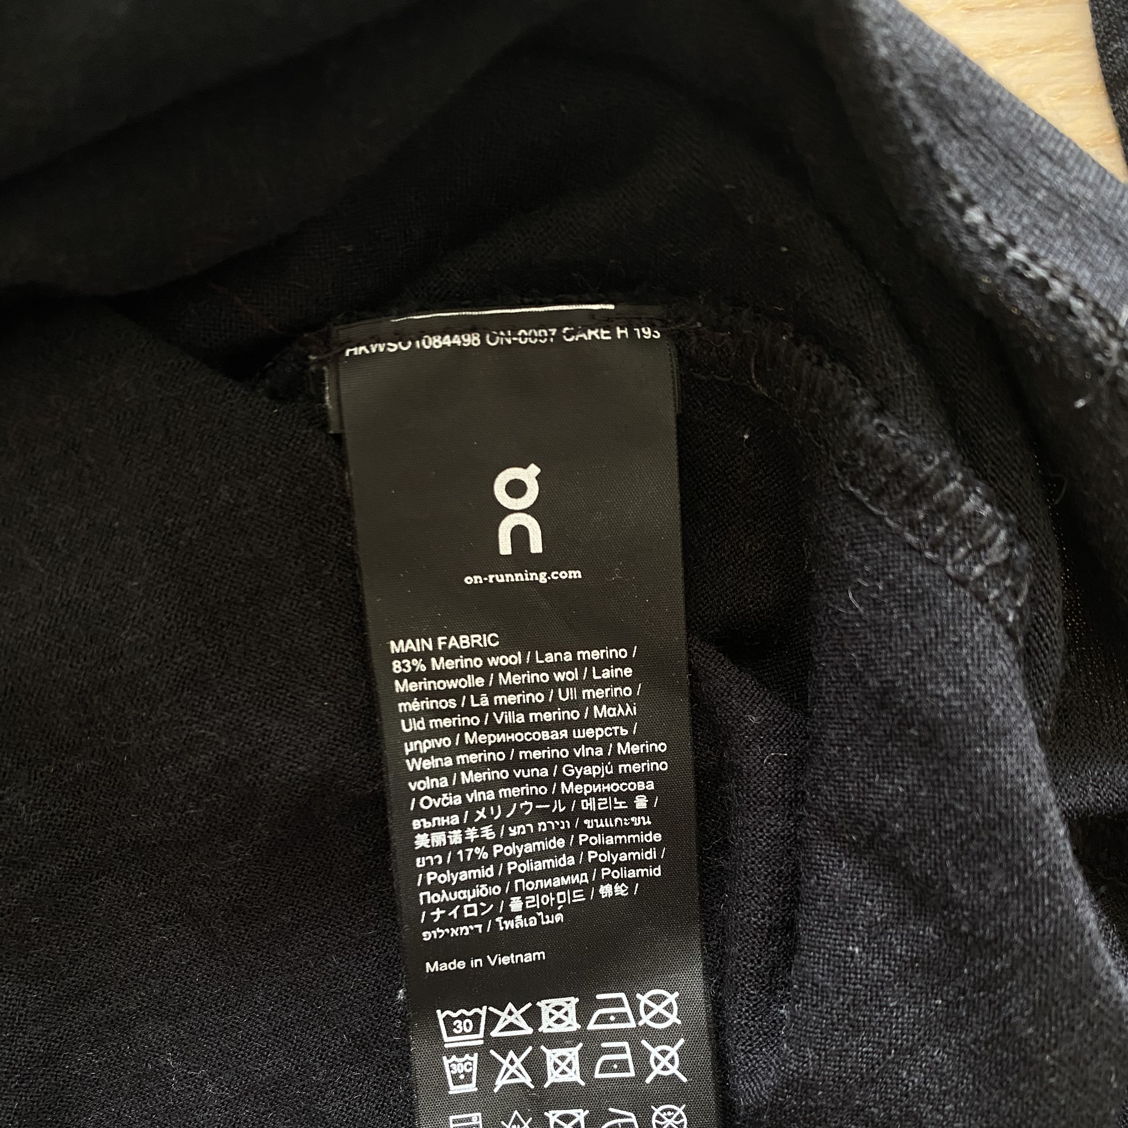 HKWSO1084498 ON-0097 CARE H 193
on
on-running.com
MAIN FABRIC
83% Merino wool / Lana merino /
Merinowolle / Merino wol / Laine
mérinos / Lã merino / Ull merino /
Uld merino / Villa merino / Μαλλί
μηρινο / Мериносовая шерсть /
Wełna merino / merino vlna / Merino
volna / Merino vuna / Gyapjú merino
/ Ovčia vlna merino / Мериносова
вълна / メリノウール / 메리노 울 /
美丽诺羊毛 / צמר מרינו / ขนแกะขน
ยาว / 17% Polyamide / Poliammide
/ Polyamid / Poliamida / Polyamidi /
Πολυαμίδιο / Полиамид / Poliamid
/ ナイロン / 폴리아미드 / 锦纶 /
פוליאמיד / โพลีเอไมด์
Made in Vietnam
30
30C